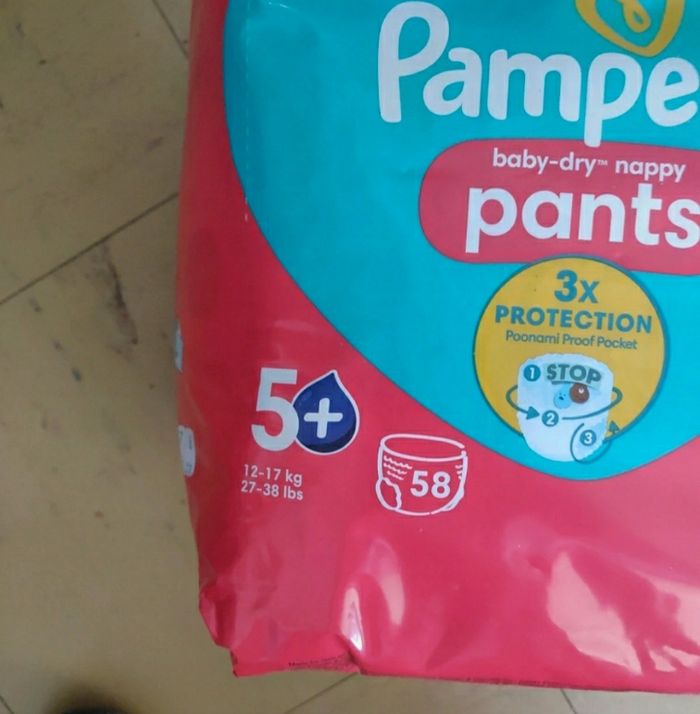 Pampe
baby-dry™ nappy
pants
3x
PROTECTION
Poonami Proof Pocket
1 STOP
2
3
5+
12-17 kg
27-38 lbs
58